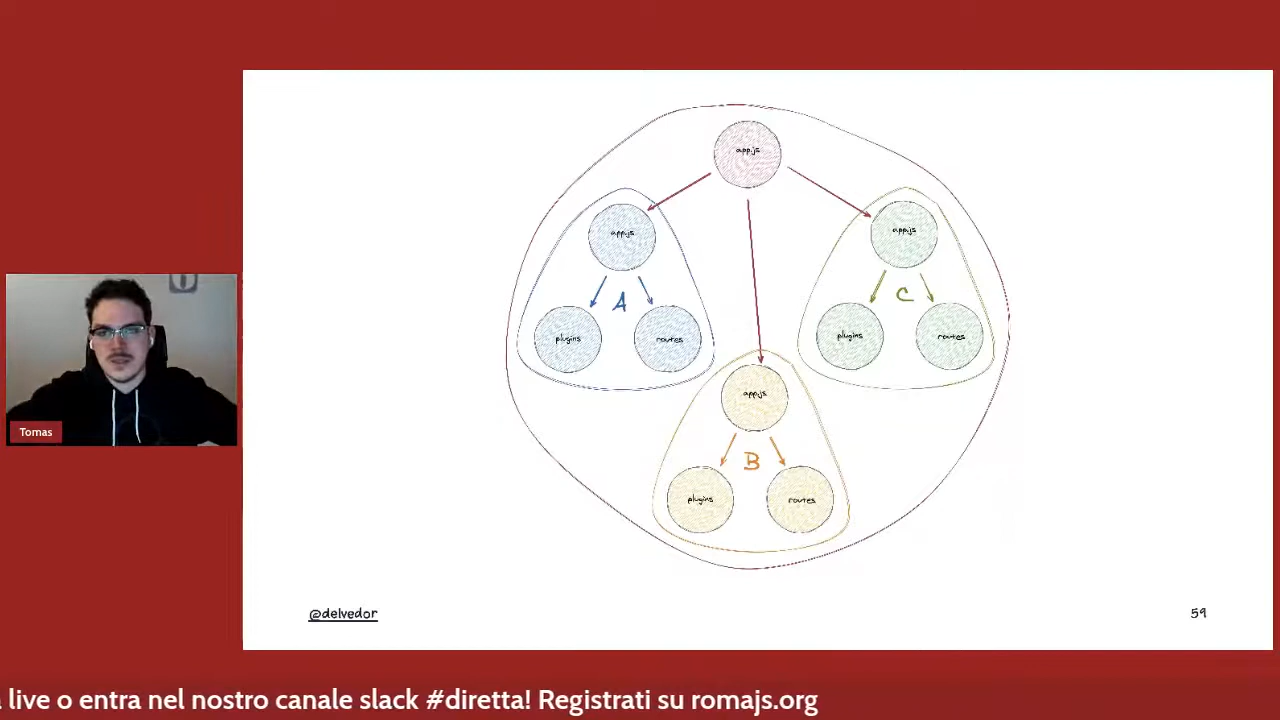 app.js
app.js
app.js
A
C
plugins
routes
plugins
routes
app.js
B
plugins
routes
Tomas
@delvedor
59
live o entra nel nostro canale slack #diretta! Registrati su romajs.org